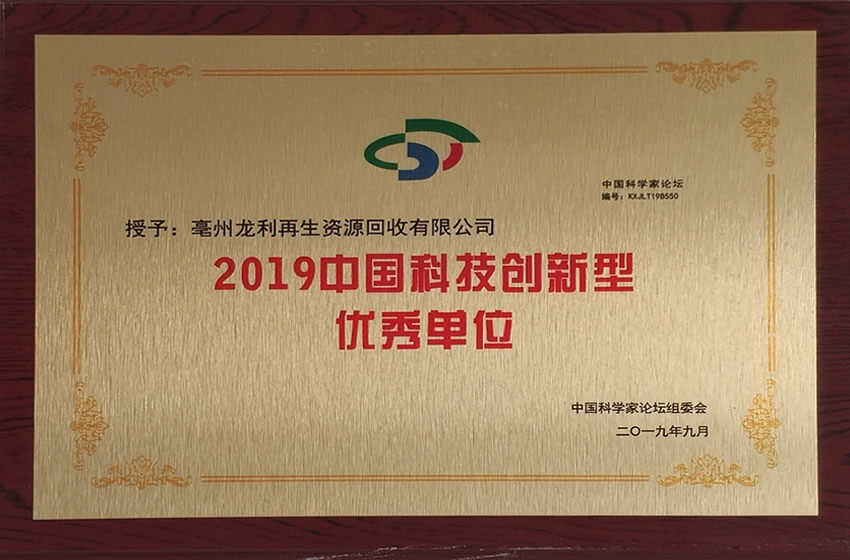 中国科学家论坛
编号：KXJLT19B550
授予：亳州龙利再生资源回收有限公司
2019中国科技创新型
优秀单位
中国科学家论坛组委会
二〇一九年九月